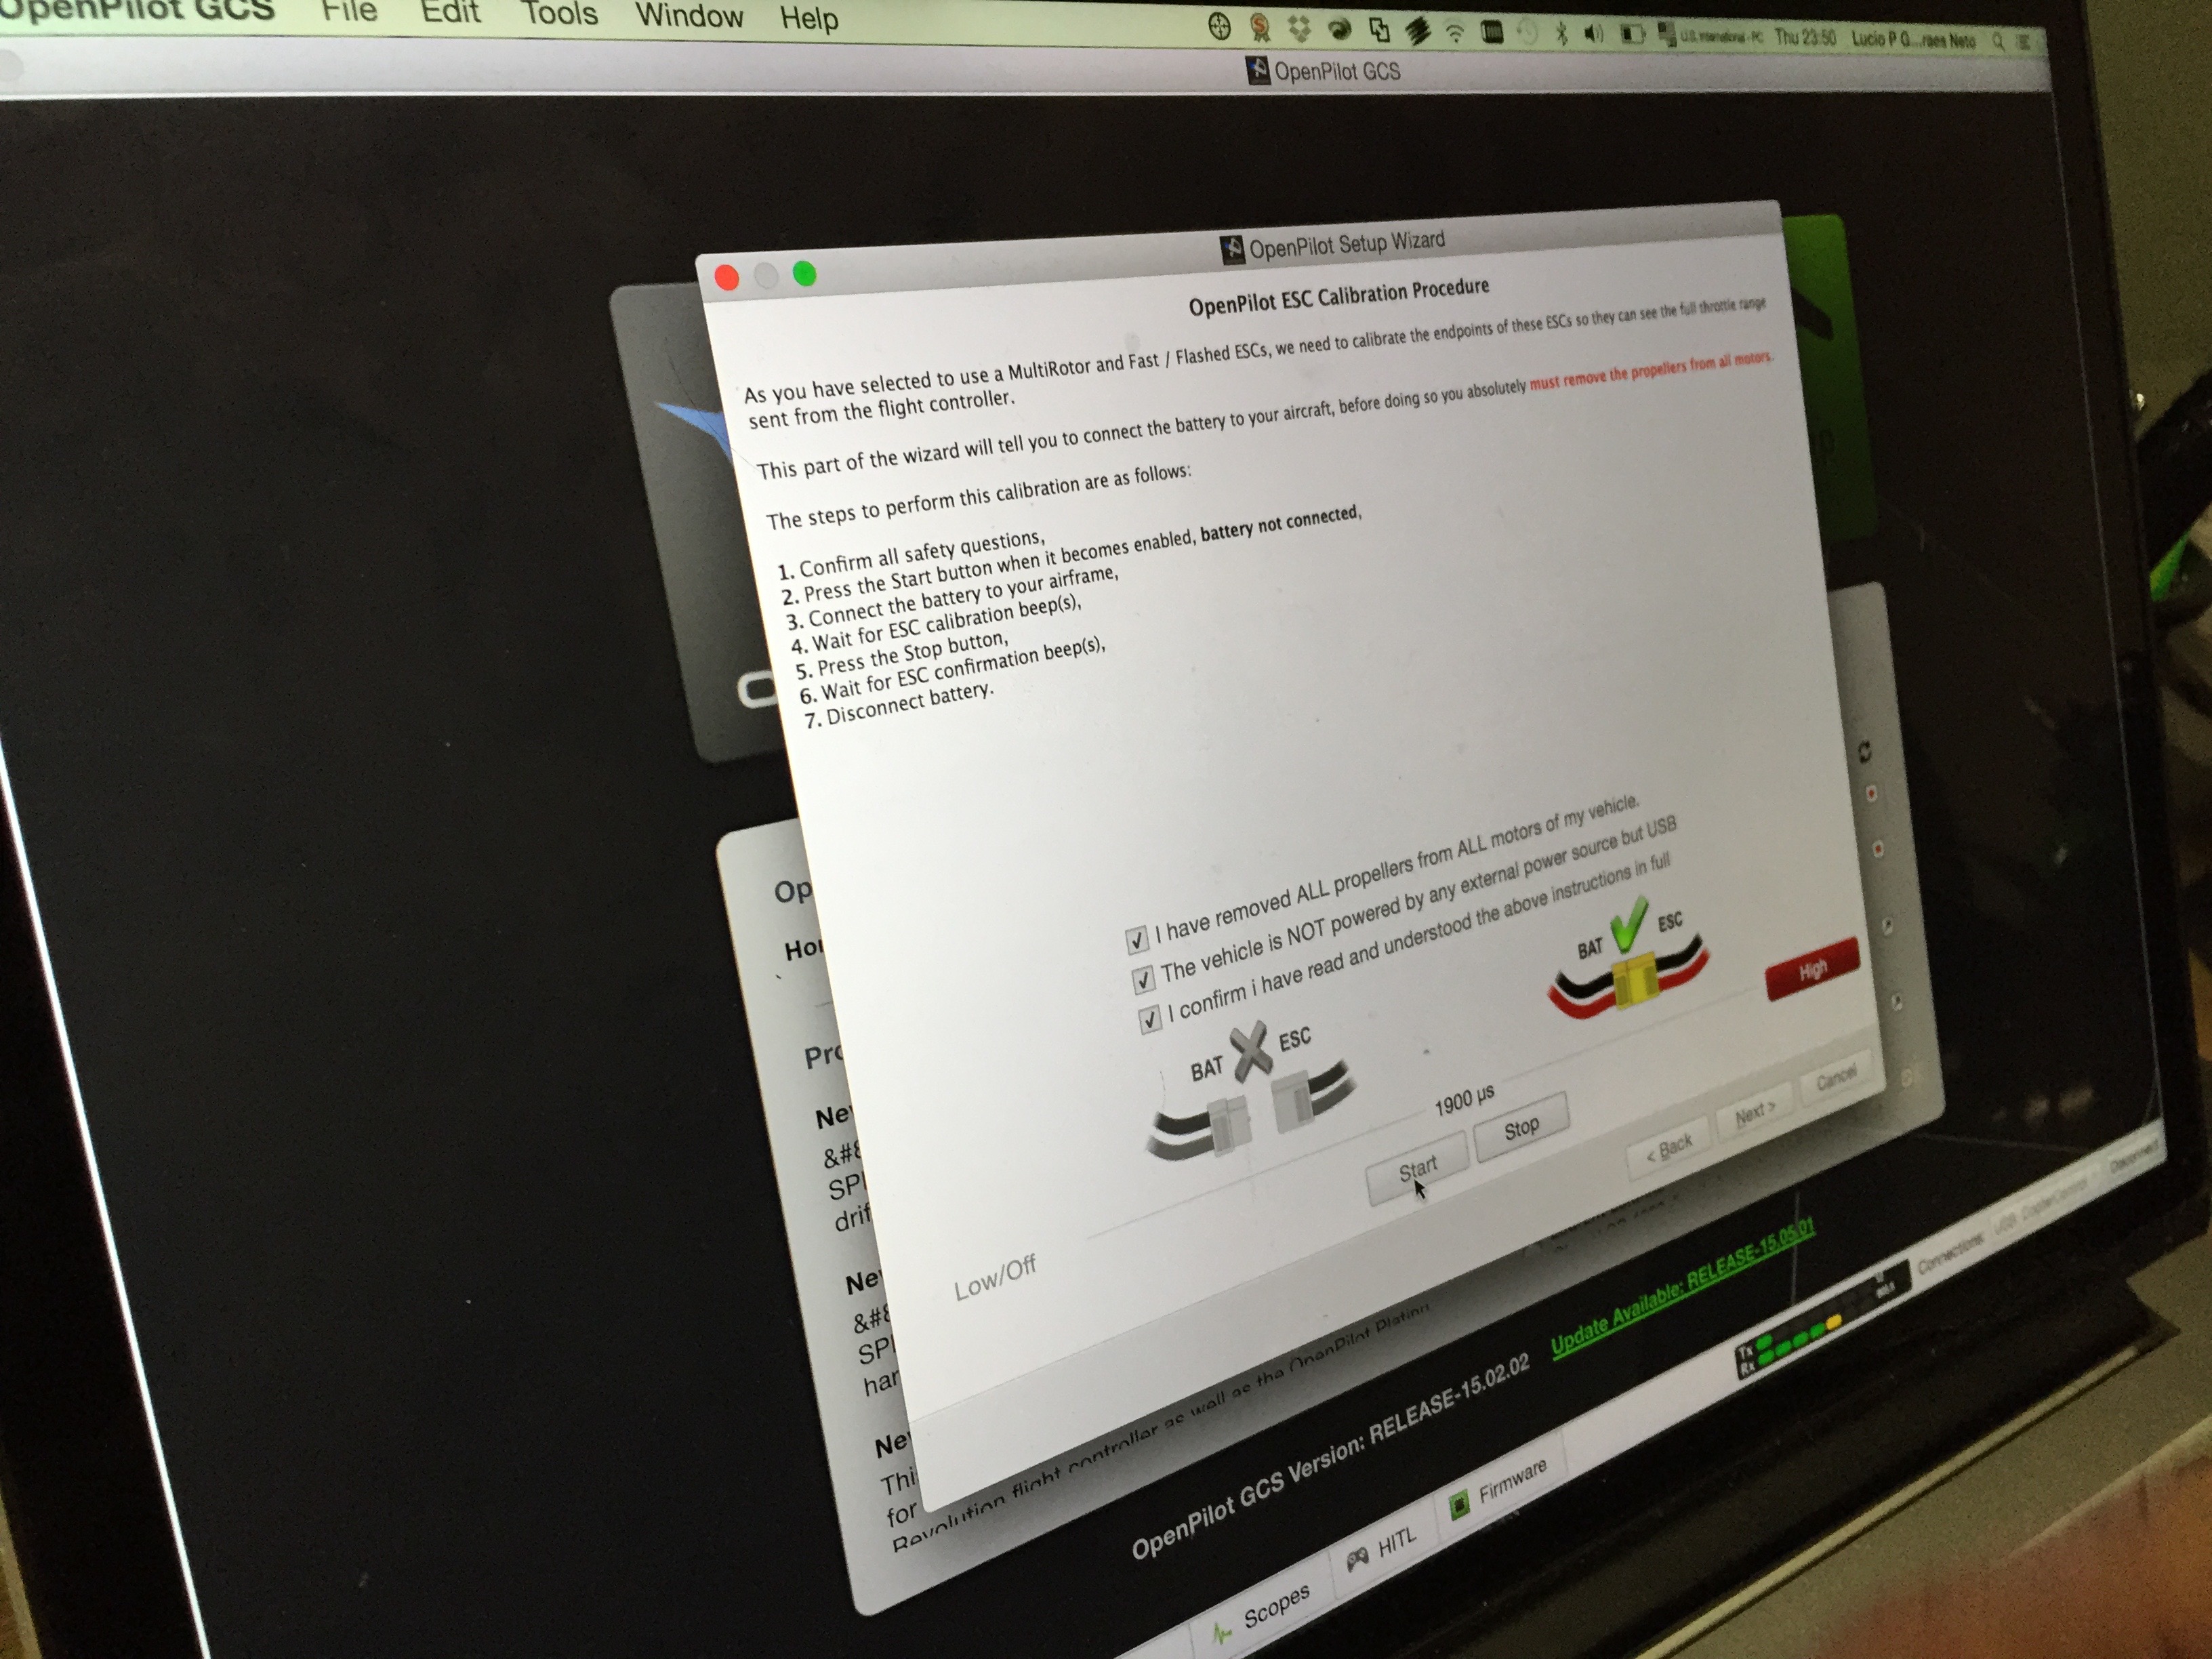 OpenPilot GCS File Edit Tools Window Help
Thu 23:50 Lucio P G...raes Neto
OpenPilot GCS
OpenPilot Setup Wizard
OpenPilot ESC Calibration Procedure
As you have selected to use a MultiRotor and Fast / Flashed ESCs, we need to calibrate the endpoints of these ESCs so they can see the full throttle range
sent from the flight controller.
This part of the wizard will tell you to connect the battery to your aircraft, before doing so you absolutely must remove the propellers from all motors.
The steps to perform this calibration are as follows:
1. Confirm all safety questions,
2. Press the Start button when it becomes enabled, battery not connected,
3. Connect the battery to your airframe,
4. Wait for ESC calibration beep(s),
5. Press the Stop button,
6. Wait for ESC confirmation beep(s),
7. Disconnect battery.
I have removed ALL propellers from ALL motors of my vehicle.
The vehicle is NOT powered by any external power source but USB
I confirm i have read and understood the above instructions in full
BAT ESC
BAT ESC
High
1900 µs
Low/Off
Start Stop
< Back Next > Cancel
Op
Hor
Pro
Ne
&#8
SPI
drif
Ne
&#8
SPI
har
Ne
Thi
for
Revolution flight controller as well as the OpenPilot Platinu
OpenPilot GCS Version: RELEASE-15.02.02 Update Available: RELEASE-15.05.01
Tx
Rx
Connections: USB: CopterControl Disconnect
Scopes HITL Firmware